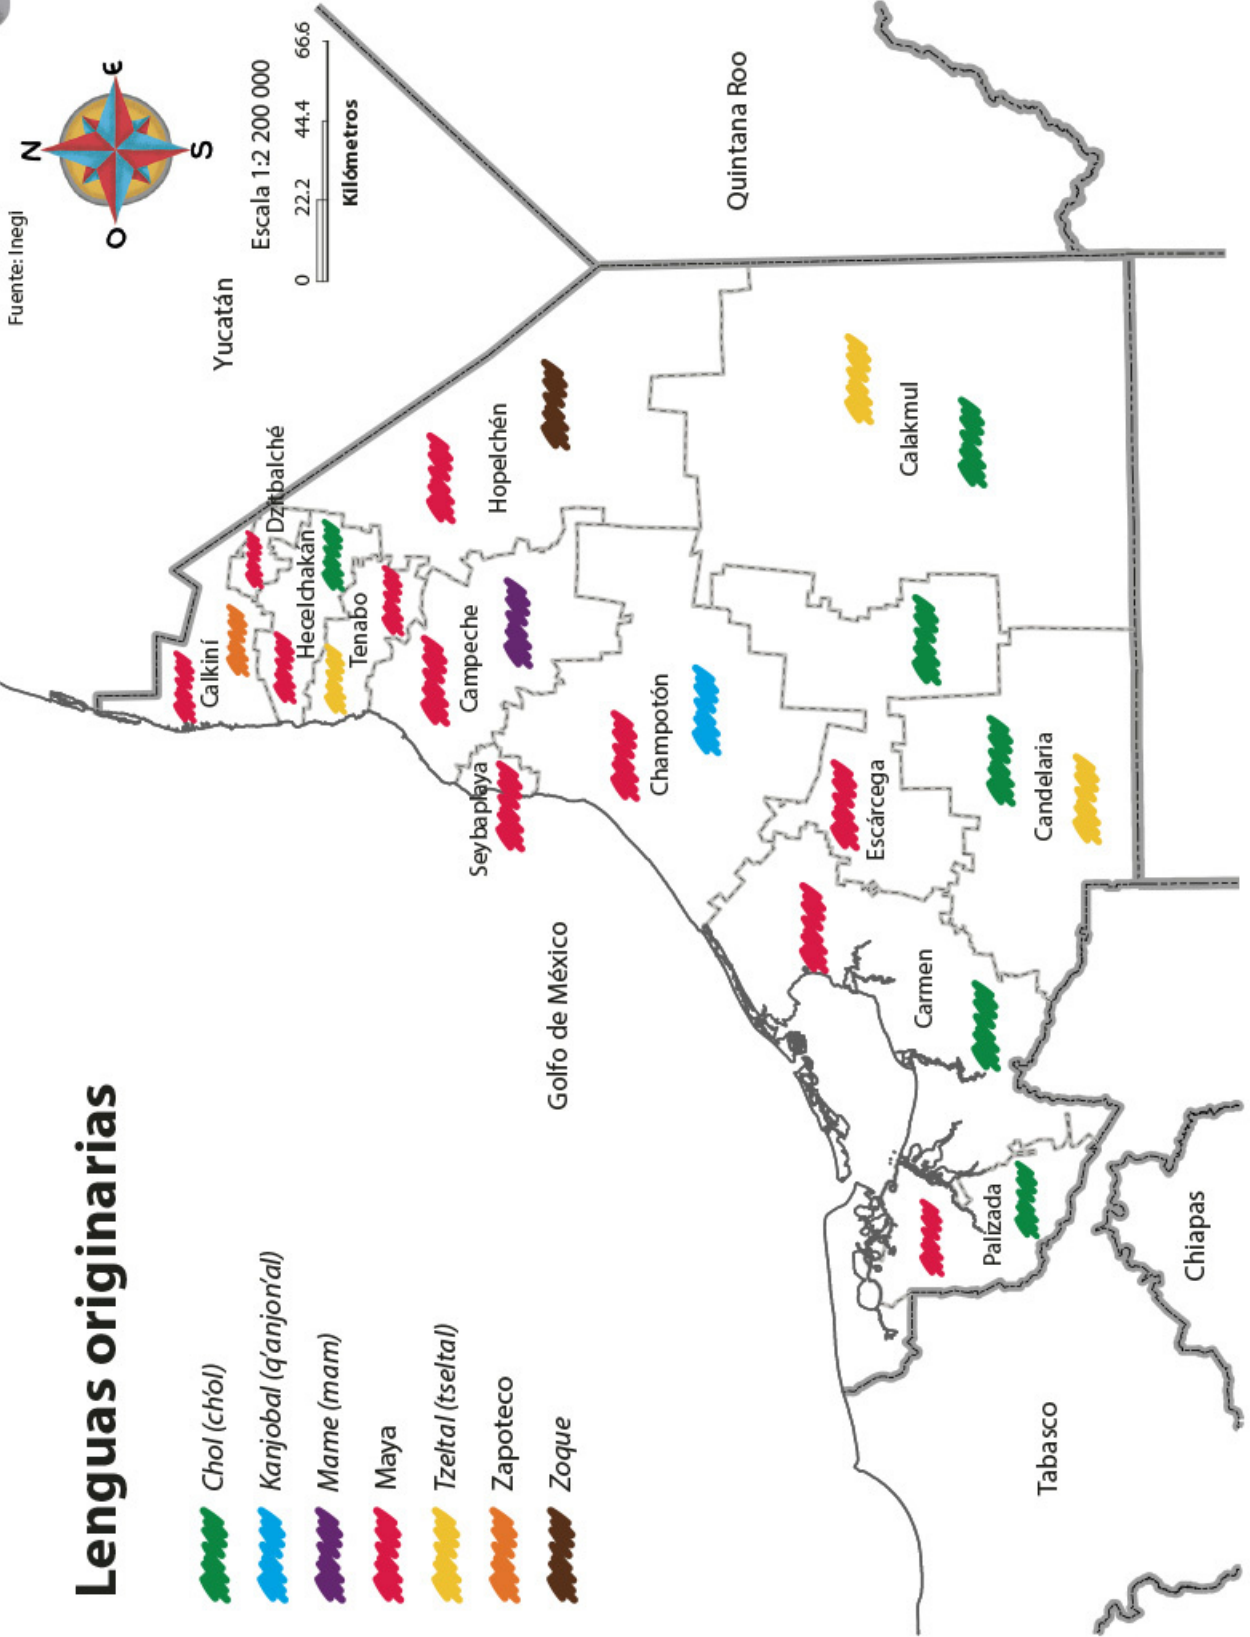 Lenguas originarias
Chol (ch'ol)
Kanjobal (q'anjon'al)
Mame (mam)
Maya
Tzeltal (tseltal)
Zapoteco
Zoque
Fuente: Inegi
N
O
E
S
Escala 1:2 200 000
0 22.2 44.4 66.6
Kilómetros
Yucatán
Quintana Roo
Golfo de México
Tabasco
Chiapas
Calkiní
Dzitbalché
Hecelchakán
Tenabo
Campeche
Hopelchén
Seybaplaya
Champotón
Escárcega
Calakmul
Carmen
Candelaria
Palizada